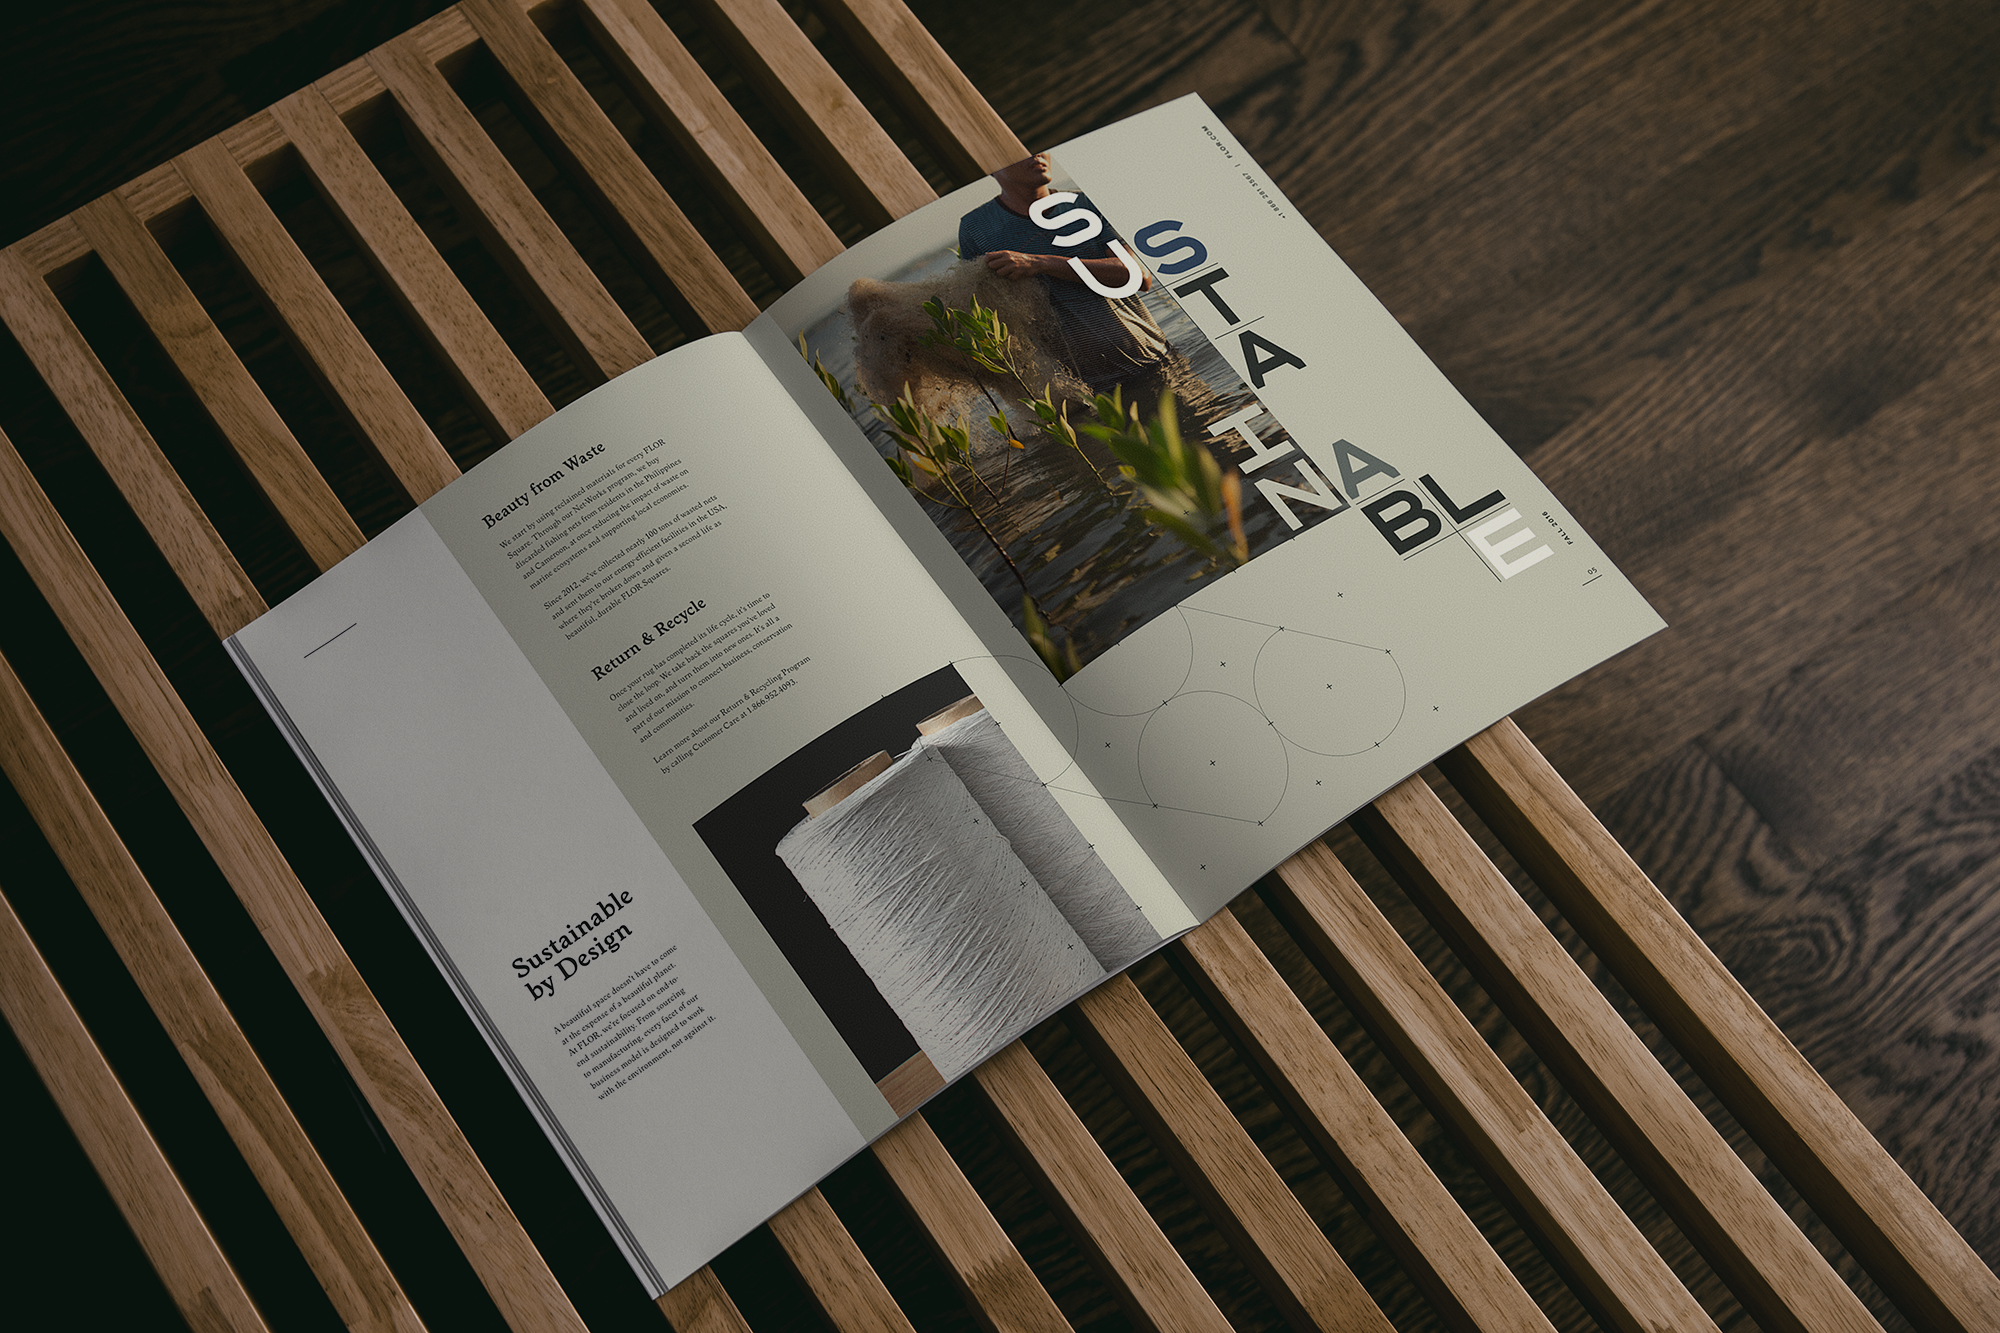 Sustainable
by Design
A beautiful space doesn't have to come
at the expense of a beautiful planet.
At FLOR, we're focused on end-to-
end sustainability. From sourcing
to manufacturing, every facet of our
business model is designed to work
with the environment, not against it.
Beauty from Waste
We start by using reclaimed materials for every FLOR
Square. Through our NetWorks program, we buy
discarded fishing nets from residents in the Philippines
and Cameroon, at once reducing the impact of waste on
marine ecosystems and supporting local economies.
Since 2012, we've collected nearly 100 tons of wasted nets
and sent them to our energy-efficient facilities in the USA,
where they're broken down and given a second life as
beautiful, durable FLOR Squares.
Return & Recycle
Once your rug has completed its life cycle, it's time to
close the loop. We take back the squares you've loved
and lived on, and turn them into new ones. It's all a
part of our mission to connect business, conservation
and communities.
Learn more about our Return & Recycling Program
by calling Customer Care at 1.866.952.4093.
FLOR.COM | +1 866 281 3567
S
U S
T
A
I
N A
B L
E
FALL 2016
05